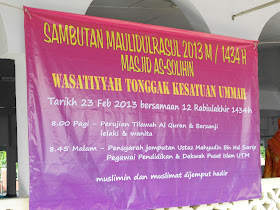 SAMBUTAN MAULIDULRASUL 2013 M / 1434 H
MASJID AS-SOLIHIN
WASATIYYAH TONGGAK KESATUAN UMMAH
Tarikh 23 Feb 2013 bersamaan 12 Rabiulakhir 1434H
8.00 Pagi - Perujian Tilawah Al Quran & Berzanji
lelaki & wanita
8.45 Malam - Pensyarah Jemputan Ustaz Mahyudin Bin Md Sarip
Pegawai Pendidikan & Dakwah Pusat Islam UTM
muslimin dan muslimat dijemput hadir